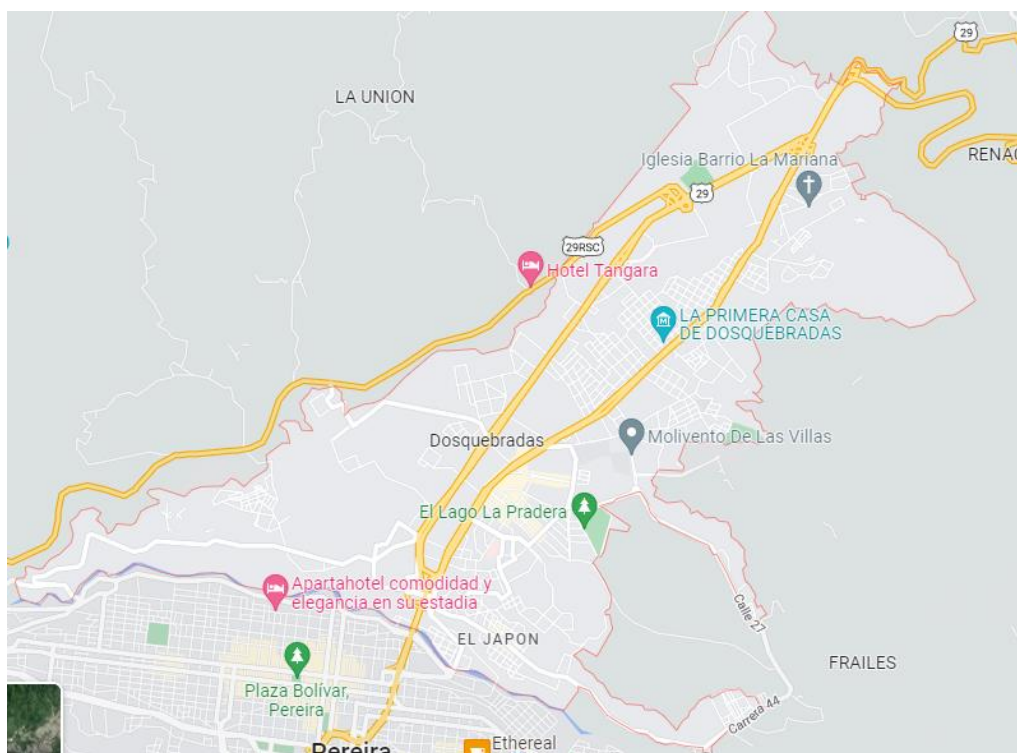 29
LA UNION
RENAC
Iglesia Barrio La Mariana
29
29RSC
Hotel Tangara
LA PRIMERA CASA
DE DOSQUEBRADAS
Dosquebradas
Molivento De Las Villas
El Lago La Pradera
Apartahotel comodidad y
elegancia en su estadia
Calle 27
EL JAPON
FRAILES
Plaza Bolívar,
Pereira
Carrera 44
Pereira
Ethereal